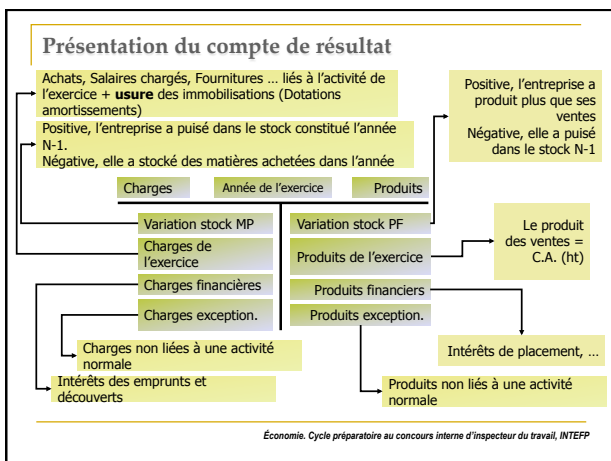 Présentation du compte de résultat
Achats, Salaires chargés, Fournitures ... liés à l'activité de
l'exercice + usure des immobilisations (Dotations
amortissements)
Positive, l'entreprise a puisé dans le stock constitué l'année
N-1.
Négative, elle a stocké des matières achetées dans l'année
Positive, l'entreprise a
produit plus que ses
ventes
Négative, elle a puisé
dans le stock N-1
Charges
Année de l'exercice
Produits
Variation stock MP
Variation stock PF
Charges de
l'exercice
Produits de l'exercice
Le produit
des ventes =
C.A. (ht)
Charges financières
Produits financiers
Charges exception.
Produits exception.
Charges non liées à une activité
normale
Intérêts de placement, ...
Intérêts des emprunts et
découverts
Produits non liés à une activité
normale
Économie. Cycle préparatoire au concours interne d'inspecteur du travail, INTEFP